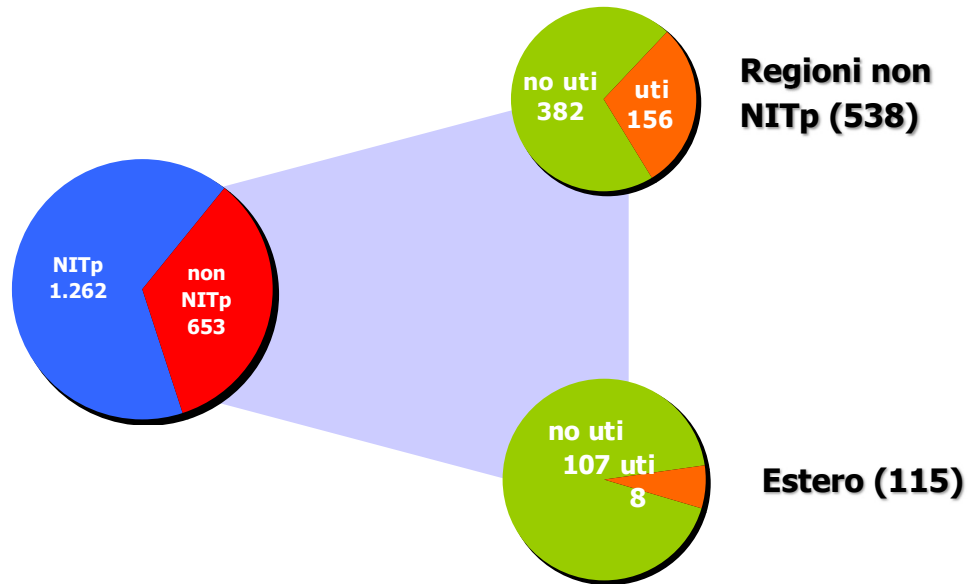 NITp
1.262
non
NITp
653
no uti
382
uti
156
Regioni non
NITp (538)
no uti
107 uti
8
Estero (115)